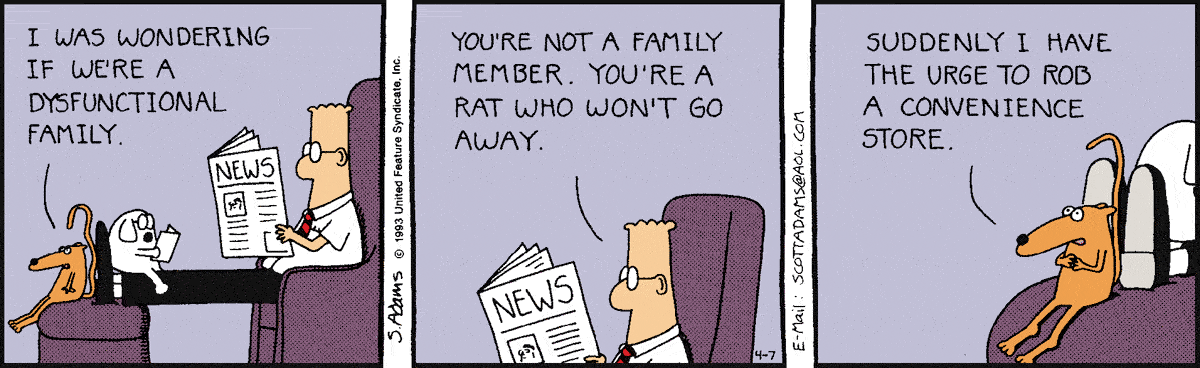 I WAS WONDERING
IF WE'RE A
DYSFUNCTIONAL
FAMILY.
NEWS
S. Adams
© 1993 United Feature Syndicate, Inc.
YOU'RE NOT A FAMILY
MEMBER. YOU'RE A
RAT WHO WON'T GO
AWAY.
NEWS
4-7
E-Mail: SCOTTADAMS@AOL.COM
SUDDENLY I HAVE
THE URGE TO ROB
A CONVENIENCE
STORE.